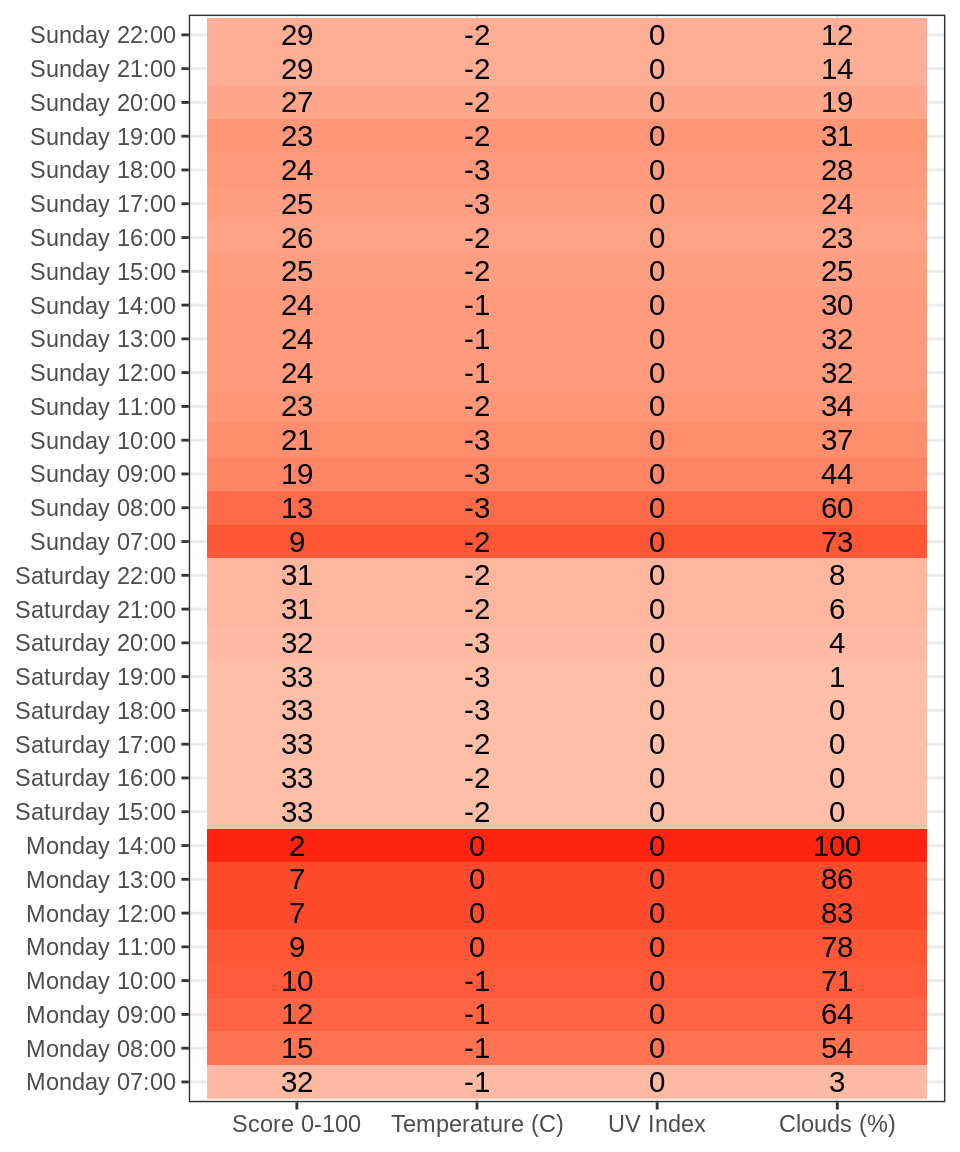 Sunday 22:00 29 -2 0 12
Sunday 21:00 29 -2 0 14
Sunday 20:00 27 -2 0 19
Sunday 19:00 23 -2 0 31
Sunday 18:00 24 -3 0 28
Sunday 17:00 25 -3 0 24
Sunday 16:00 26 -2 0 23
Sunday 15:00 25 -2 0 25
Sunday 14:00 24 -1 0 30
Sunday 13:00 24 -1 0 32
Sunday 12:00 24 -1 0 32
Sunday 11:00 23 -2 0 34
Sunday 10:00 21 -3 0 37
Sunday 09:00 19 -3 0 44
Sunday 08:00 13 -3 0 60
Sunday 07:00 9 -2 0 73
Saturday 22:00 31 -2 0 8
Saturday 21:00 31 -2 0 6
Saturday 20:00 32 -3 0 4
Saturday 19:00 33 -3 0 1
Saturday 18:00 33 -3 0 0
Saturday 17:00 33 -2 0 0
Saturday 16:00 33 -2 0 0
Saturday 15:00 33 -2 0 0
Monday 14:00 2 0 0 100
Monday 13:00 7 0 0 86
Monday 12:00 7 0 0 83
Monday 11:00 9 0 0 78
Monday 10:00 10 -1 0 71
Monday 09:00 12 -1 0 64
Monday 08:00 15 -1 0 54
Monday 07:00 32 -1 0 3
Score 0-100 Temperature (C) UV Index Clouds (%)